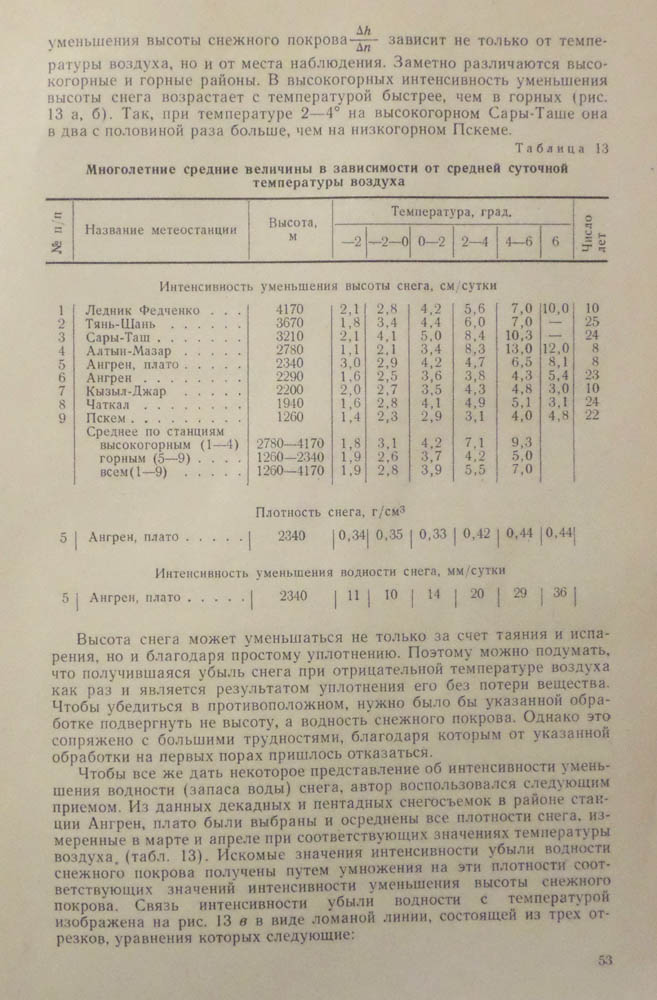 уменьшения высоты снежного покрова Δh/Δn зависит не только от темпе-
ратуры воздуха, но и от места наблюдения. Заметно различаются высо-
когорные и горные районы. В высокогорных интенсивность уменьшения
высоты снега возрастает с температурой быстрее, чем в горных (рис.
13 а, б). Так, при температуре 2—4° на высокогорном Сары-Таше она
в два с половиной раза больше, чем на низкогорном Пскеме.
Таблица 13
Многолетние средние величины в зависимости от средней суточной
температуры воздуха
№ п/п | Название метеостанции | Высота, м | Температура, град. | Число лет
—2 | —2—0 | 0—2 | 2—4 | 4—6 | 6
Интенсивность уменьшения высоты снега, см/сутки
1 Ледник Федченко . . . 4170 2,1 2,8 4,2 5,6 7,0 10,0 10
2 Тянь-Шань . . . . . . 3670 1,8 3,4 4,4 6,0 7,0 — 25
3 Сары-Таш . . . . . . . 3210 2,1 4,1 5,0 8,4 10,3 — 24
4 Алтын-Мазар . . . . . 2780 1,1 2,1 3,4 8,3 13,0 12,0 8
5 Ангрен, плато . . . . . 2340 3,0 2,9 4,2 4,7 6,5 8,1 8
6 Ангрен . . . . . . . . 2290 1,6 2,5 3,6 3,8 4,3 5,4 23
7 Кызыл-Джар . . . . . 2200 2,0 2,7 3,5 4,3 4,8 3,0 10
8 Чаткал . . . . . . . . 1940 1,6 2,8 4,1 4,9 5,1 3,1 24
9 Пскем . . . . . . . . . 1260 1,4 2,3 2,9 3,1 4,0 4,8 22
Среднее по станциям
высокогорным (1—4) 2780—4170 1,8 3,1 4,2 7,1 9,3
горным (5—9) . . . . 1260—2340 1,9 2,6 3,7 4,2 5,0
всем(1—9) . . . . . 1260—4170 1,9 2,8 3,9 5,5 7,0
Плотность снега, г/см³
5 | Ангрен, плато . . . . . | 2340 | 0,34 | 0,35 | 0,33 | 0,42 | 0,44 | 0,44 |
Интенсивность уменьшения водности снега, мм/сутки
5 | Ангрен, плато . . . . . | 2340 | 11 | 10 | 14 | 20 | 29 | 36 |
Высота снега может уменьшаться не только за счет таяния и испа-
рения, но и благодаря простому уплотнению. Поэтому можно подумать,
что получившаяся убыль снега при отрицательной температуре воздуха
как раз и является результатом уплотнения его без потери вещества.
Чтобы убедиться в противоположном, нужно было бы указанной обра-
ботке подвергнуть не высоту, а водность снежного покрова. Однако это
сопряжено с большими трудностями, благодаря которым от указанной
обработки на первых порах пришлось отказаться.
Чтобы все же дать некоторое представление об интенсивности умень-
шения водности (запаса воды) снега, автор воспользовался следующим
приемом. Из данных декадных и пентадных снегосъемок в районе стан-
ции Ангрен, плато были выбраны и осреднены все плотности снега, из-
меренные в марте и апреле при соответствующих значениях температуры
воздуха (табл. 13). Искомые значения интенсивности убыли водности
снежного покрова получены путем умножения на эти плотности соот-
ветствующих значений интенсивности уменьшения высоты снежного
покрова. Связь интенсивности убыли водности с температурой
изображена на рис. 13 в в виде ломаной линии, состоящей из трех от-
резков, уравнения которых следующие:
53